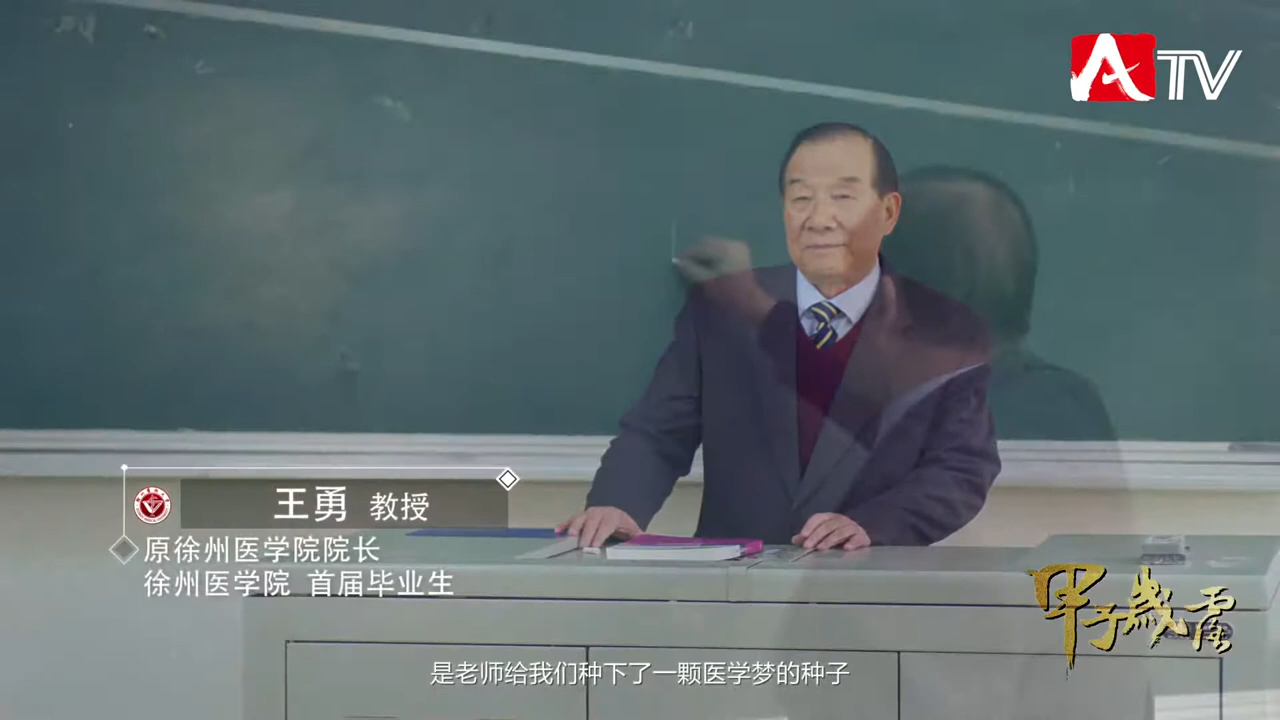 ATV
王勇 教授
原徐州医学院院长
徐州医学院 首届毕业生
甲子岁露
是老师给我们种下了一颗医学梦的种子